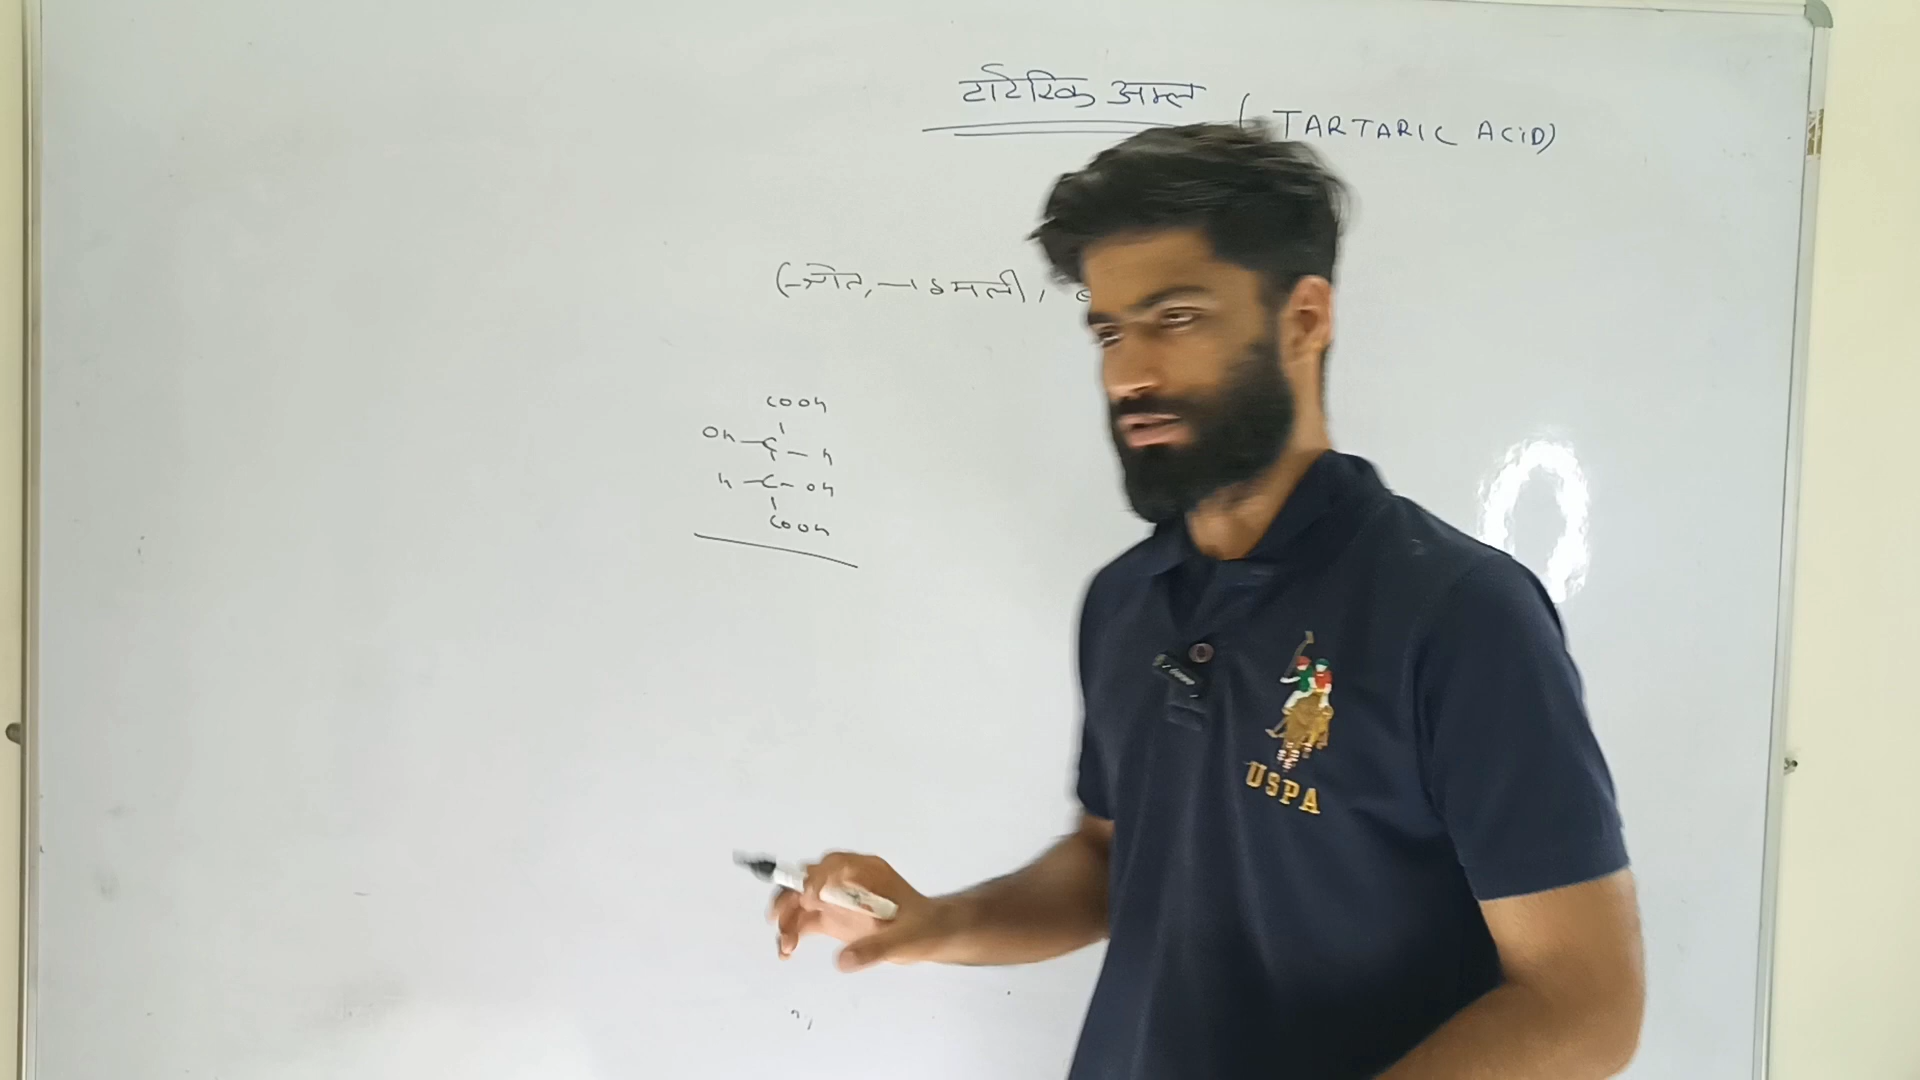 टार्टरिक अम्ल ( TARTARIC ACiD)
(स्रोत, → इमली,
COOH
OH — C — H
H — C — OH
COOH
USPA